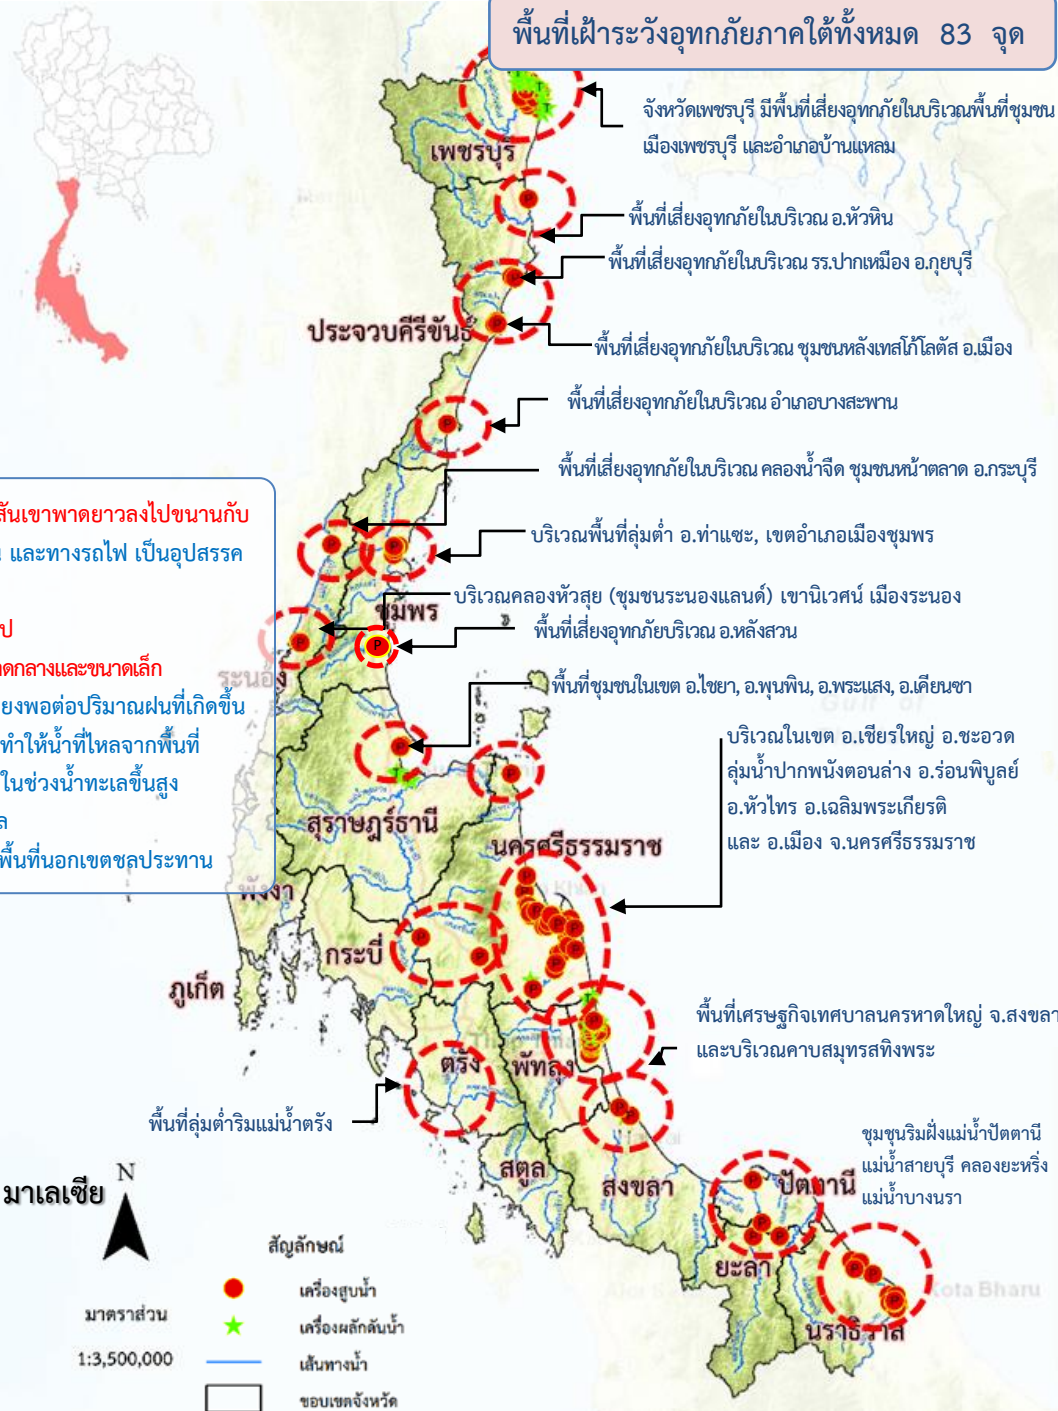 พื้นที่เฝ้าระวังอุทกภัยภาคใต้ทั้งหมด 83 จุด
จังหวัดเพชรบุรี มีพื้นที่เสี่ยงอุทกภัยในบริเวณพื้นที่ชุมชน
เมืองเพชรบุรี และอำเภอบ้านแหลม
เพชรบุรี
พื้นที่เสี่ยงอุทกภัยในบริเวณ อ.หัวหิน
พื้นที่เสี่ยงอุทกภัยในบริเวณ รร.ปากเหมือง อ.กุยบุรี
ประจวบคีรีขันธ์
พื้นที่เสี่ยงอุทกภัยในบริเวณ ชุมชนหลังเทสโก้โลตัส อ.เมือง
พื้นที่เสี่ยงอุทกภัยในบริเวณ อำเภอบางสะพาน
พื้นที่เสี่ยงอุทกภัยในบริเวณ คลองน้ำจืด ชุมชนหน้าตลาด อ.กระบุรี
สันเขาพาดยาวลงไปขนานกับ
และทางรถไฟ เป็นอุปสรรค
ดกลางและขนาดเล็ก
ยงพอต่อปริมาณฝนที่เกิดขึ้น
ทำให้น้ำที่ไหลจากพื้นที่
ในช่วงน้ำทะเลขึ้นสูง
ล
พื้นที่นอกเขตชลประทาน
บริเวณพื้นที่ลุ่มต่ำ อ.ท่าแซะ, เขตอำเภอเมืองชุมพร
ชุมพร
บริเวณคลองหัวสุย (ชุมชนระนองแลนด์) เขานิเวศน์ เมืองระนอง
พื้นที่เสี่ยงอุทกภัยบริเวณ อ.หลังสวน
ระนอง
พื้นที่ชุมชนในเขต อ.ไชยา, อ.พุนพิน, อ.พระแสง, อ.เคียนซา
Gulf of
บริเวณในเขต อ.เชียรใหญ่ อ.ชะอวด
ลุ่มน้ำปากพนังตอนล่าง อ.ร่อนพิบูลย์
อ.หัวไทร อ.เฉลิมพระเกียรติ
และ อ.เมือง จ.นครศรีธรรมราช
สุราษฎร์ธานี
นครศรีธรรมราช
พังงา
กระบี่
ภูเก็ต
พื้นที่เศรษฐกิจเทศบาลนครหาดใหญ่ จ.สงขลา
และบริเวณคาบสมุทรสทิงพระ
ตรัง
พัทลุง
พื้นที่ลุ่มต่ำริมแม่น้ำตรัง
ชุมชุนริมฝั่งแม่น้ำปัตตานี
แม่น้ำสายบุรี คลองยะหริ่ง
แม่น้ำบางนรา
สตูล
สงขลา
ปัตตานี
ยะลา
นราธิวาส
Kota Bharu
มาเลเซีย
N
มาตราส่วน
1:3,500,000
สัญลักษณ์
เครื่องสูบน้ำ
เครื่องผลักดันน้ำ
เส้นทางน้ำ
ขอบเขตจังหวัด